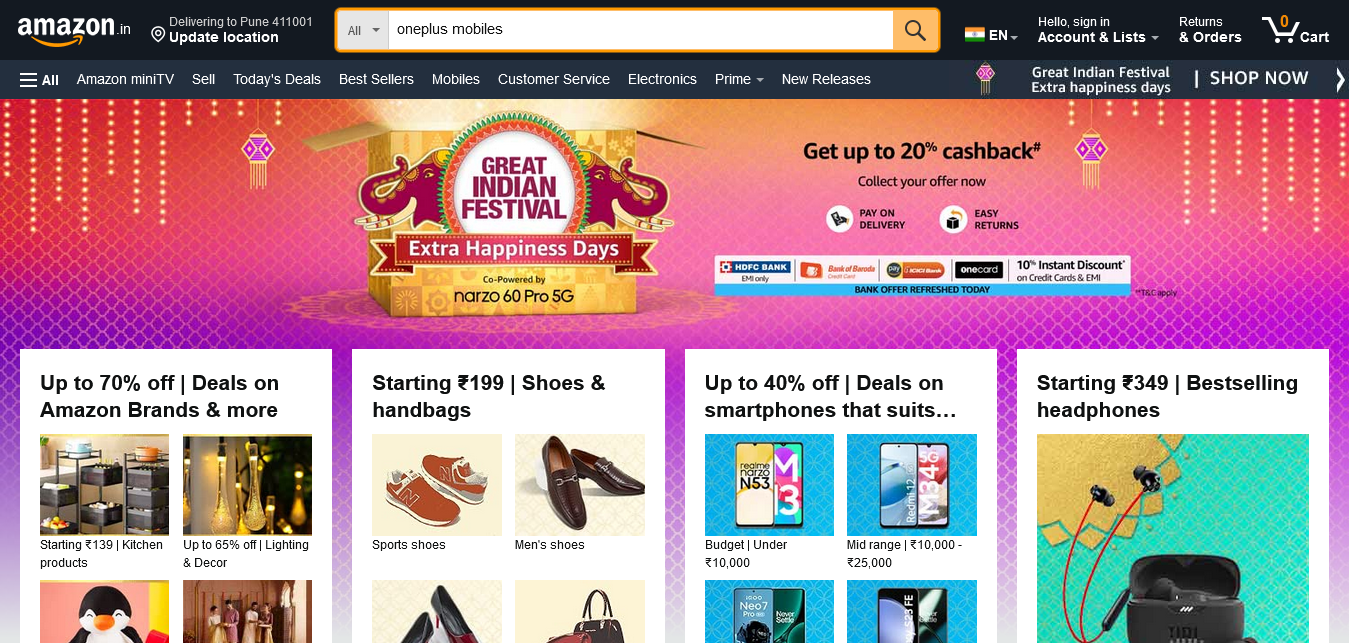 amazon.in
Delivering to Pune 411001
Update location
All
oneplus mobiles
EN
Hello, sign in
Account & Lists
Returns
& Orders
0
Cart
All
Amazon miniTV
Sell
Today's Deals
Best Sellers
Mobiles
Customer Service
Electronics
Prime
New Releases
Great Indian Festival
Extra happiness days
| SHOP NOW
GREAT
INDIAN
FESTIVAL
Extra Happiness Days
Co-Powered by
narzo 60 Pro 5G
Get up to 20% cashback#
Collect your offer now
PAY ON
DELIVERY
EASY
RETURNS
HDFC BANK
EMI only
Bank of Baroda
Credit Card
pay
ICICI Bank
onecard
10% Instant Discount*
on Credit Cards & EMI
BANK OFFER REFRESHED TODAY
**T&C apply
Up to 70% off | Deals on
Amazon Brands & more
Starting ₹139 | Kitchen
products
Up to 65% off | Lighting
& Decor
Starting ₹199 | Shoes &
handbags
Sports shoes
Men's shoes
Up to 40% off | Deals on
smartphones that suits…
realme
narzo
N53
M
3
Budget | Under
₹10,000
Redmi 12
5G
M34
Mid range | ₹10,000 -
₹25,000
iQOO
Neo7
Pro
Never
Settle
S23 FE
Never
Settle
Starting ₹349 | Bestselling
headphones
JBL